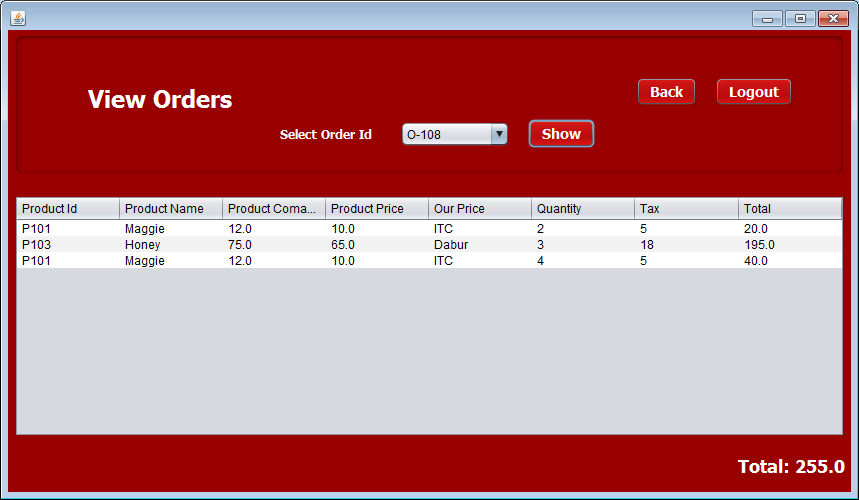 Back Logout
View Orders
Select Order Id O-108 Show
Product Id Product Name Product Coma... Product Price Our Price Quantity Tax Total
P101 Maggie 12.0 10.0 ITC 2 5 20.0
P103 Honey 75.0 65.0 Dabur 3 18 195.0
P101 Maggie 12.0 10.0 ITC 4 5 40.0
Total: 255.0